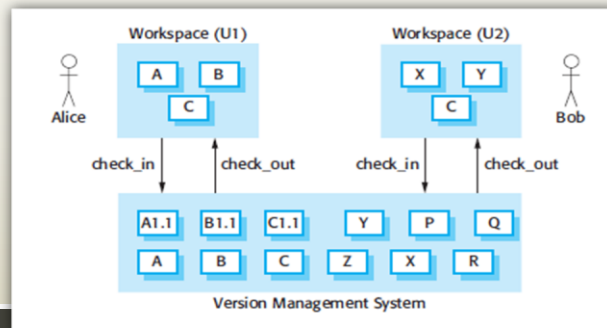 Workspace (U1) Workspace (U2)
A B X Y
C C
Alice Bob
check_in check_out check_in check_out
A1.1 B1.1 C1.1 Y P Q
A B C Z X R
Version Management System